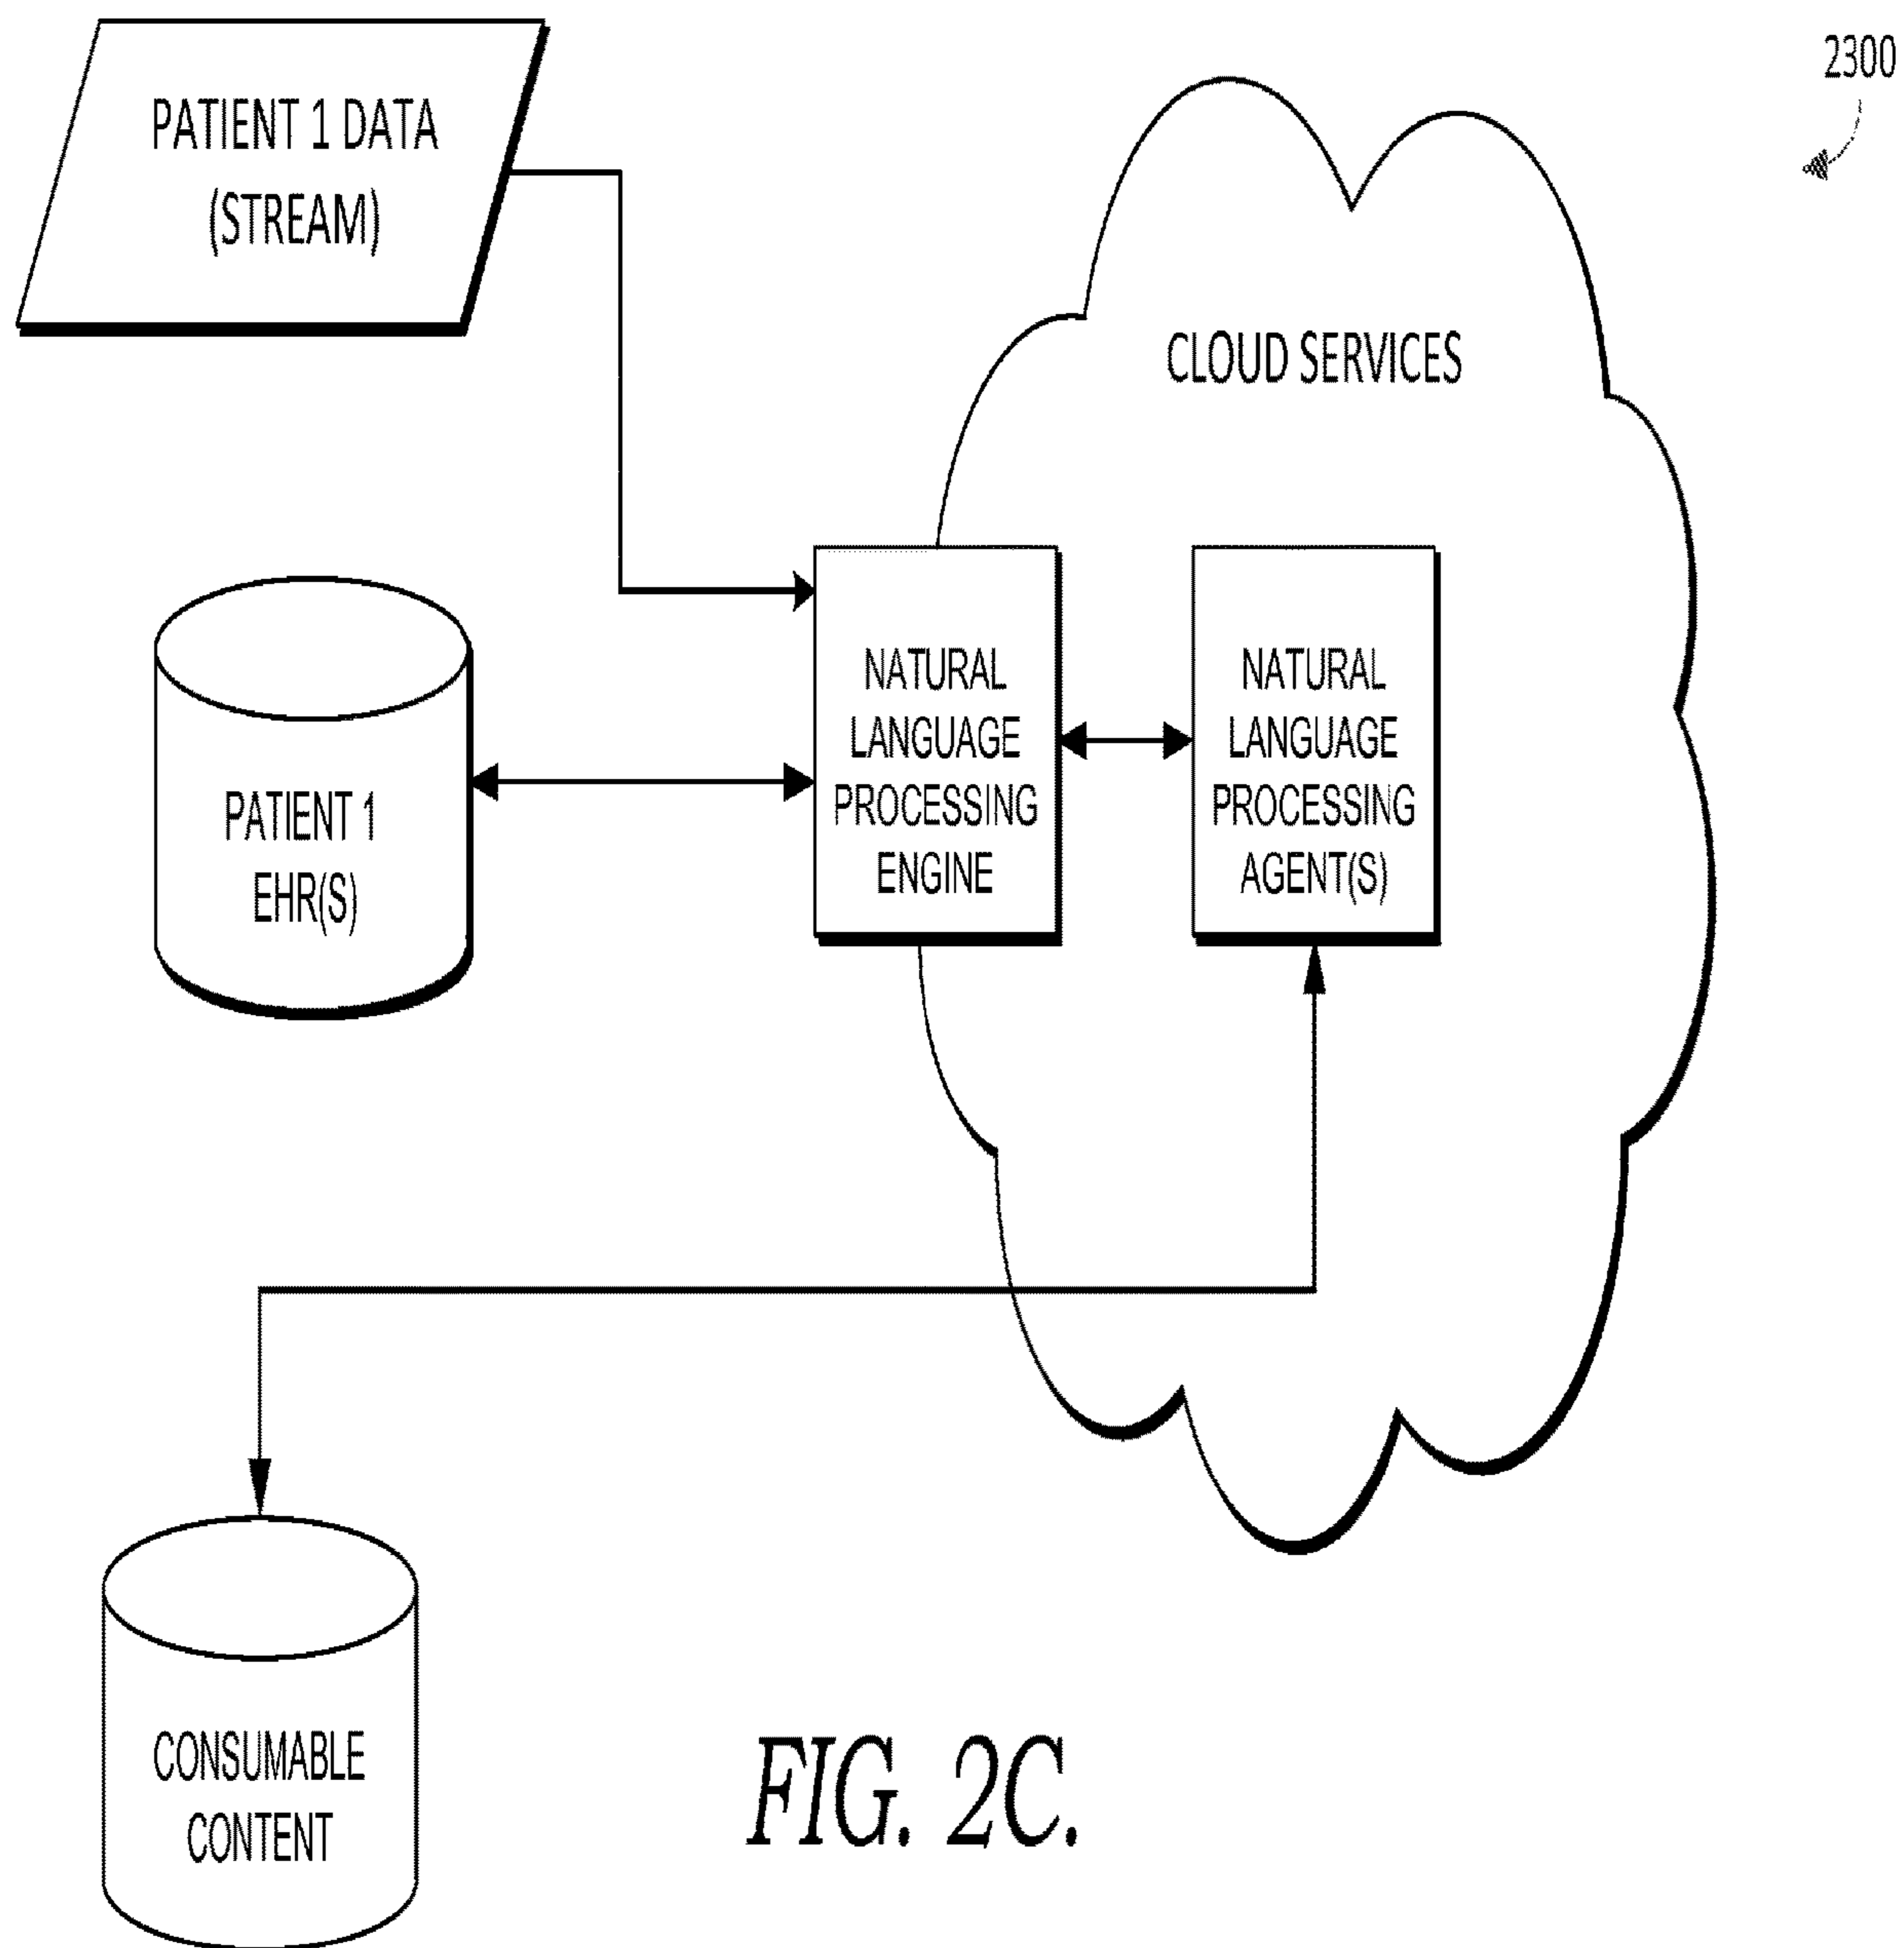 2300
PATIENT 1 DATA
(STREAM)
CLOUD SERVICES
NATURAL
LANGUAGE
PROCESSING
ENGINE
NATURAL
LANGUAGE
PROCESSING
AGENT(S)
PATIENT 1
EHR(S)
CONSUMABLE
CONTENT
FIG. 2C.